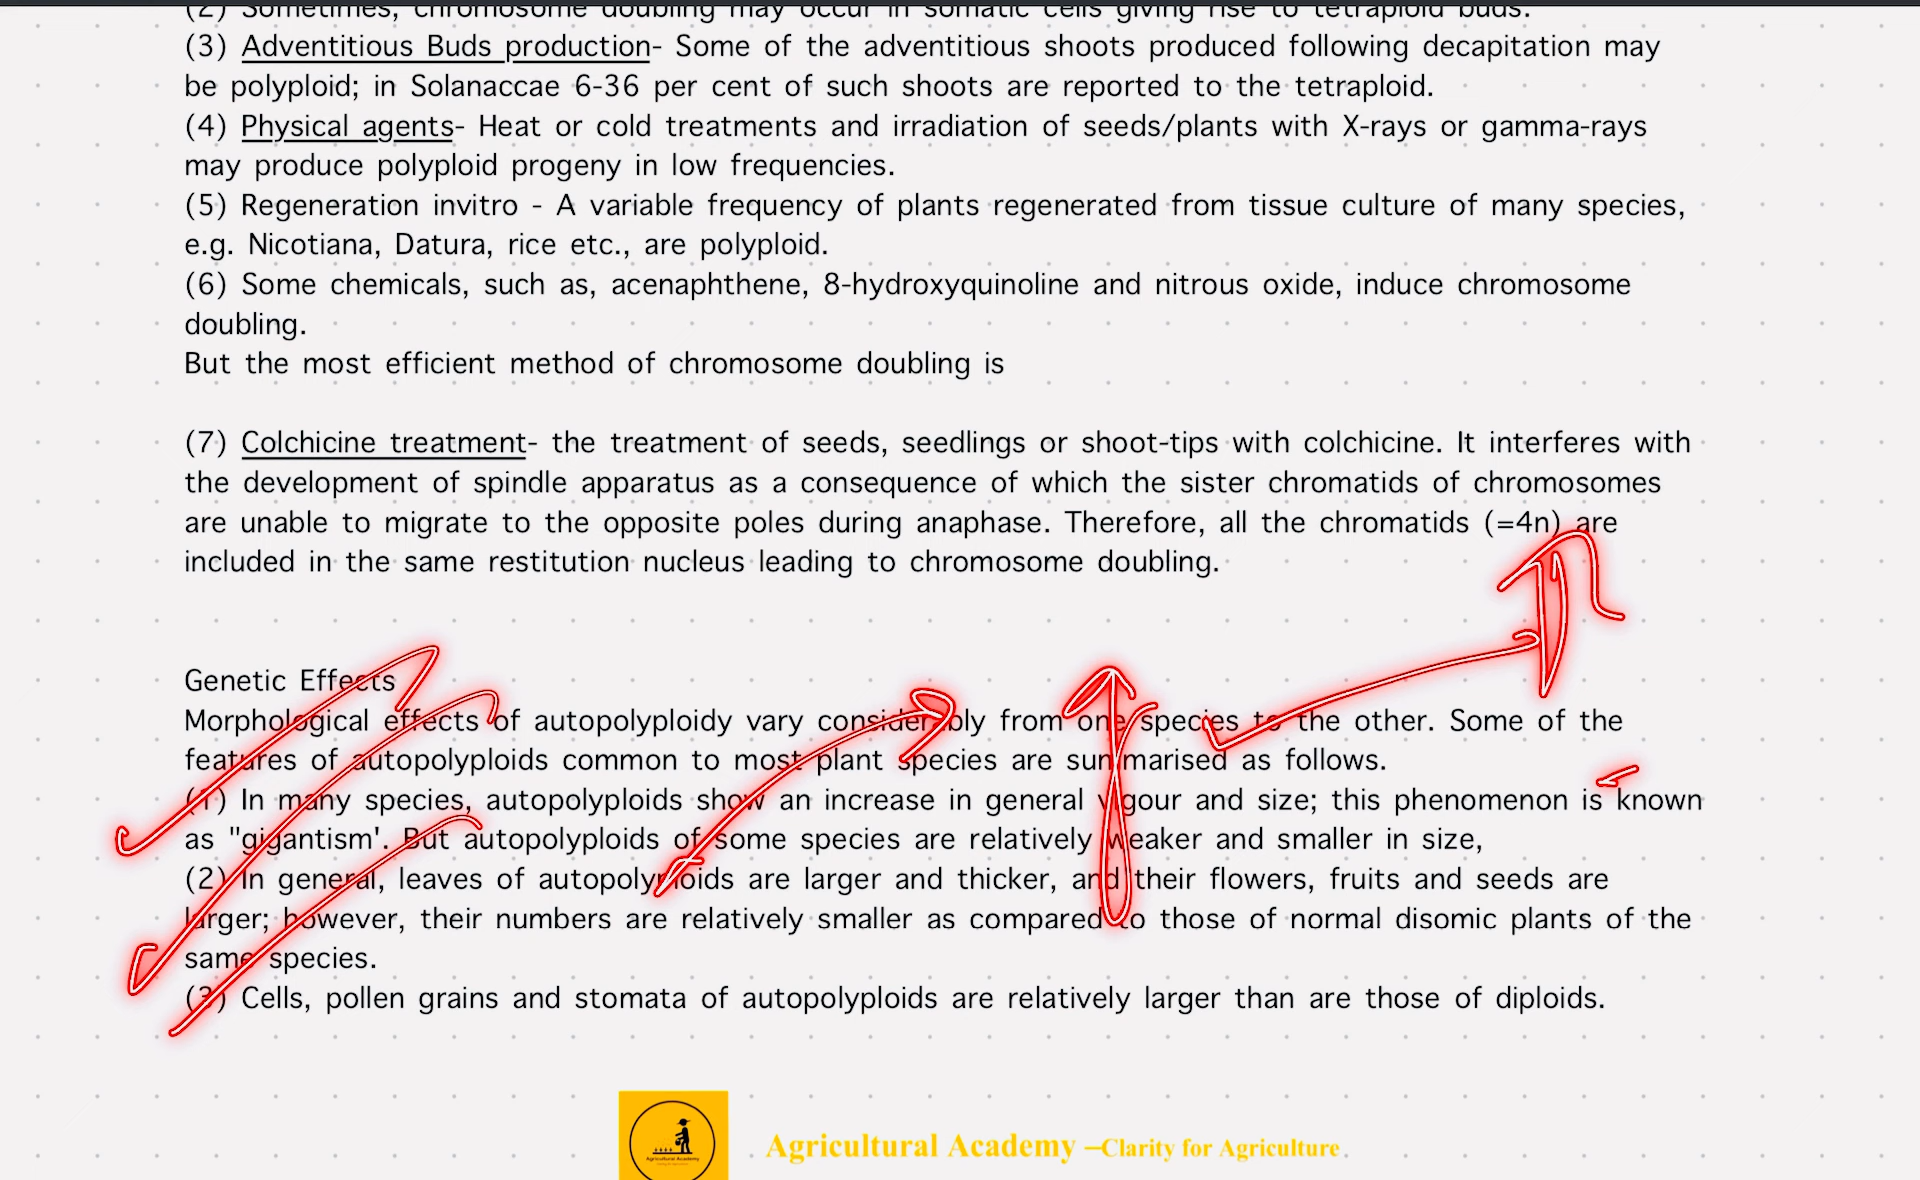 (2) Sometimes, chromosome doubling may occur in somatic cells giving rise to tetraploid buds.
(3) Adventitious Buds production- Some of the adventitious shoots produced following decapitation may
be polyploid; in Solanaccae 6-36 per cent of such shoots are reported to the tetraploid.
(4) Physical agents- Heat or cold treatments and irradiation of seeds/plants with X-rays or gamma-rays
may produce polyploid progeny in low frequencies.
(5) Regeneration invitro - A variable frequency of plants regenerated from tissue culture of many species,
e.g. Nicotiana, Datura, rice etc., are polyploid.
(6) Some chemicals, such as, acenaphthene, 8-hydroxyquinoline and nitrous oxide, induce chromosome
doubling.
But the most efficient method of chromosome doubling is
(7) Colchicine treatment- the treatment of seeds, seedlings or shoot-tips with colchicine. It interferes with
the development of spindle apparatus as a consequence of which the sister chromatids of chromosomes
are unable to migrate to the opposite poles during anaphase. Therefore, all the chromatids (=4n) are
included in the same restitution nucleus leading to chromosome doubling.
Genetic Effects
Morphological effects of autopolyploidy vary considerably from one species to the other. Some of the
features of autopolyploids common to most plant species are summarised as follows.
(1) In many species, autopolyploids show an increase in general vigour and size; this phenomenon is known
as "gigantism'. But autopolyploids of some species are relatively weaker and smaller in size,
(2) In general, leaves of autopolyploids are larger and thicker, and their flowers, fruits and seeds are
larger; however, their numbers are relatively smaller as compared to those of normal disomic plants of the
same species.
(3) Cells, pollen grains and stomata of autopolyploids are relatively larger than are those of diploids.
Agricultural Academy —Clarity for Agriculture